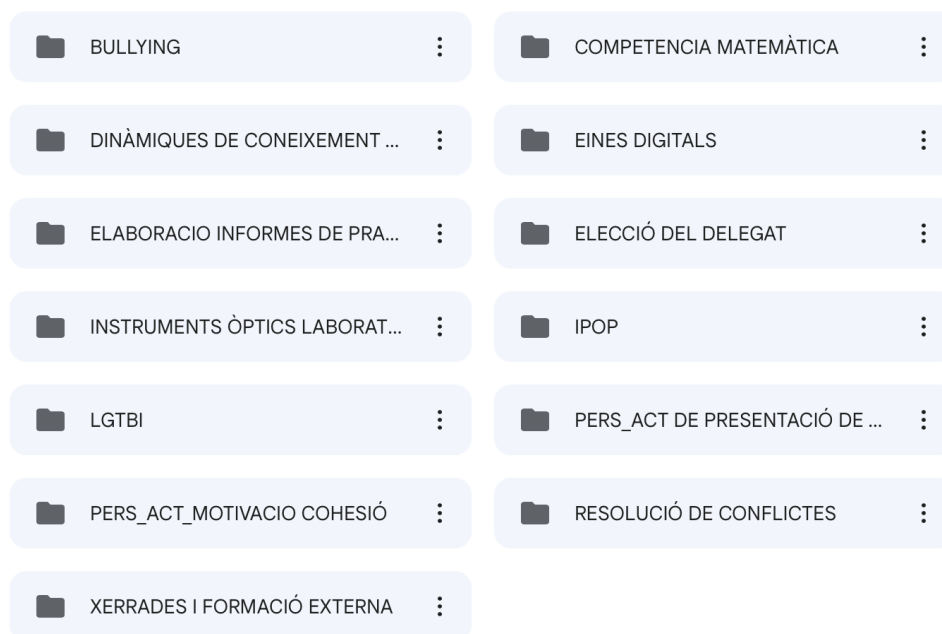 BULLYING
COMPETENCIA MATEMÀTICA
DINÀMIQUES DE CONEIXEMENT ...
EINES DIGITALS
ELABORACIO INFORMES DE PRA...
ELECCIÓ DEL DELEGAT
INSTRUMENTS ÒPTICS LABORAT...
IPOP
LGTBI
PERS_ACT DE PRESENTACIÓ DE ...
PERS_ACT_MOTIVACIO COHESIÓ
RESOLUCIÓ DE CONFLICTES
XERRADES I FORMACIÓ EXTERNA